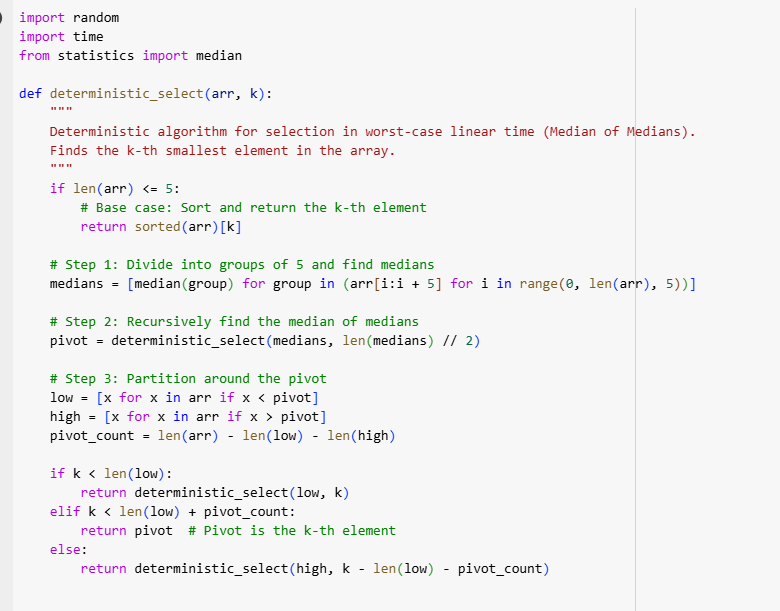 import random
import time
from statistics import median
def deterministic_select(arr, k):
"""
Deterministic algorithm for selection in worst-case linear time (Median of Medians).
Finds the k-th smallest element in the array.
"""
if len(arr) <= 5:
# Base case: Sort and return the k-th element
return sorted(arr)[k]
# Step 1: Divide into groups of 5 and find medians
medians = [median(group) for group in (arr[i:i + 5] for i in range(0, len(arr), 5))]
# Step 2: Recursively find the median of medians
pivot = deterministic_select(medians, len(medians) // 2)
# Step 3: Partition around the pivot
low = [x for x in arr if x < pivot]
high = [x for x in arr if x > pivot]
pivot_count = len(arr) - len(low) - len(high)
if k < len(low):
return deterministic_select(low, k)
elif k < len(low) + pivot_count:
return pivot  # Pivot is the k-th element
else:
return deterministic_select(high, k - len(low) - pivot_count)